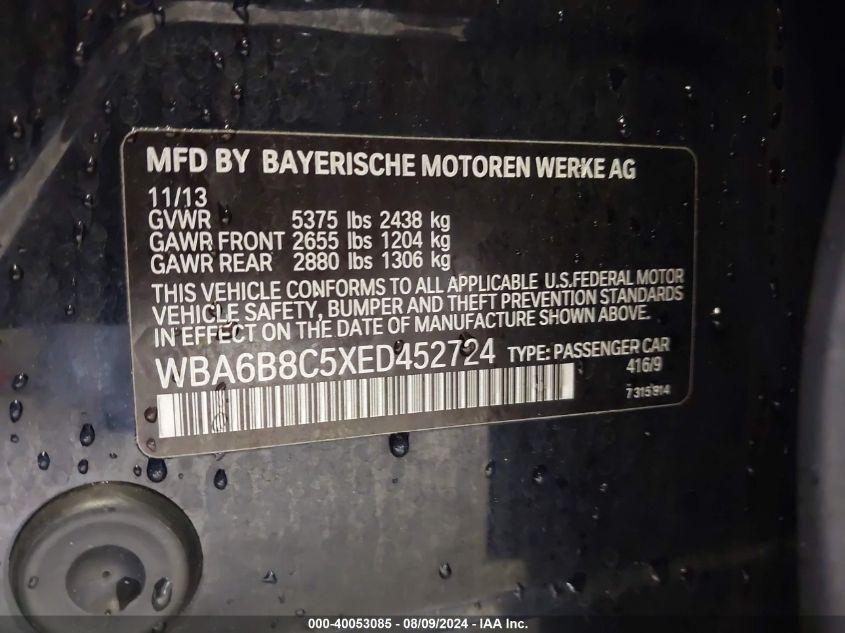 MFD BY BAYERISCHE MOTOREN WERKE AG
11/13
GVWR 5375 lbs 2438 kg
GAWR FRONT 2655 lbs 1204 kg
GAWR REAR 2880 lbs 1306 kg
THIS VEHICLE CONFORMS TO ALL APPLICABLE U.S.FEDERAL MOTOR
VEHICLE SAFETY, BUMPER AND THEFT PREVENTION STANDARDS
IN EFFECT ON THE DATE OF MANUFACTURE SHOWN ABOVE.
WBA6B8C5XED452724 TYPE: PASSENGER CAR
416/9
7 315 914
000-40053085 - 08/09/2024 - IAA Inc.